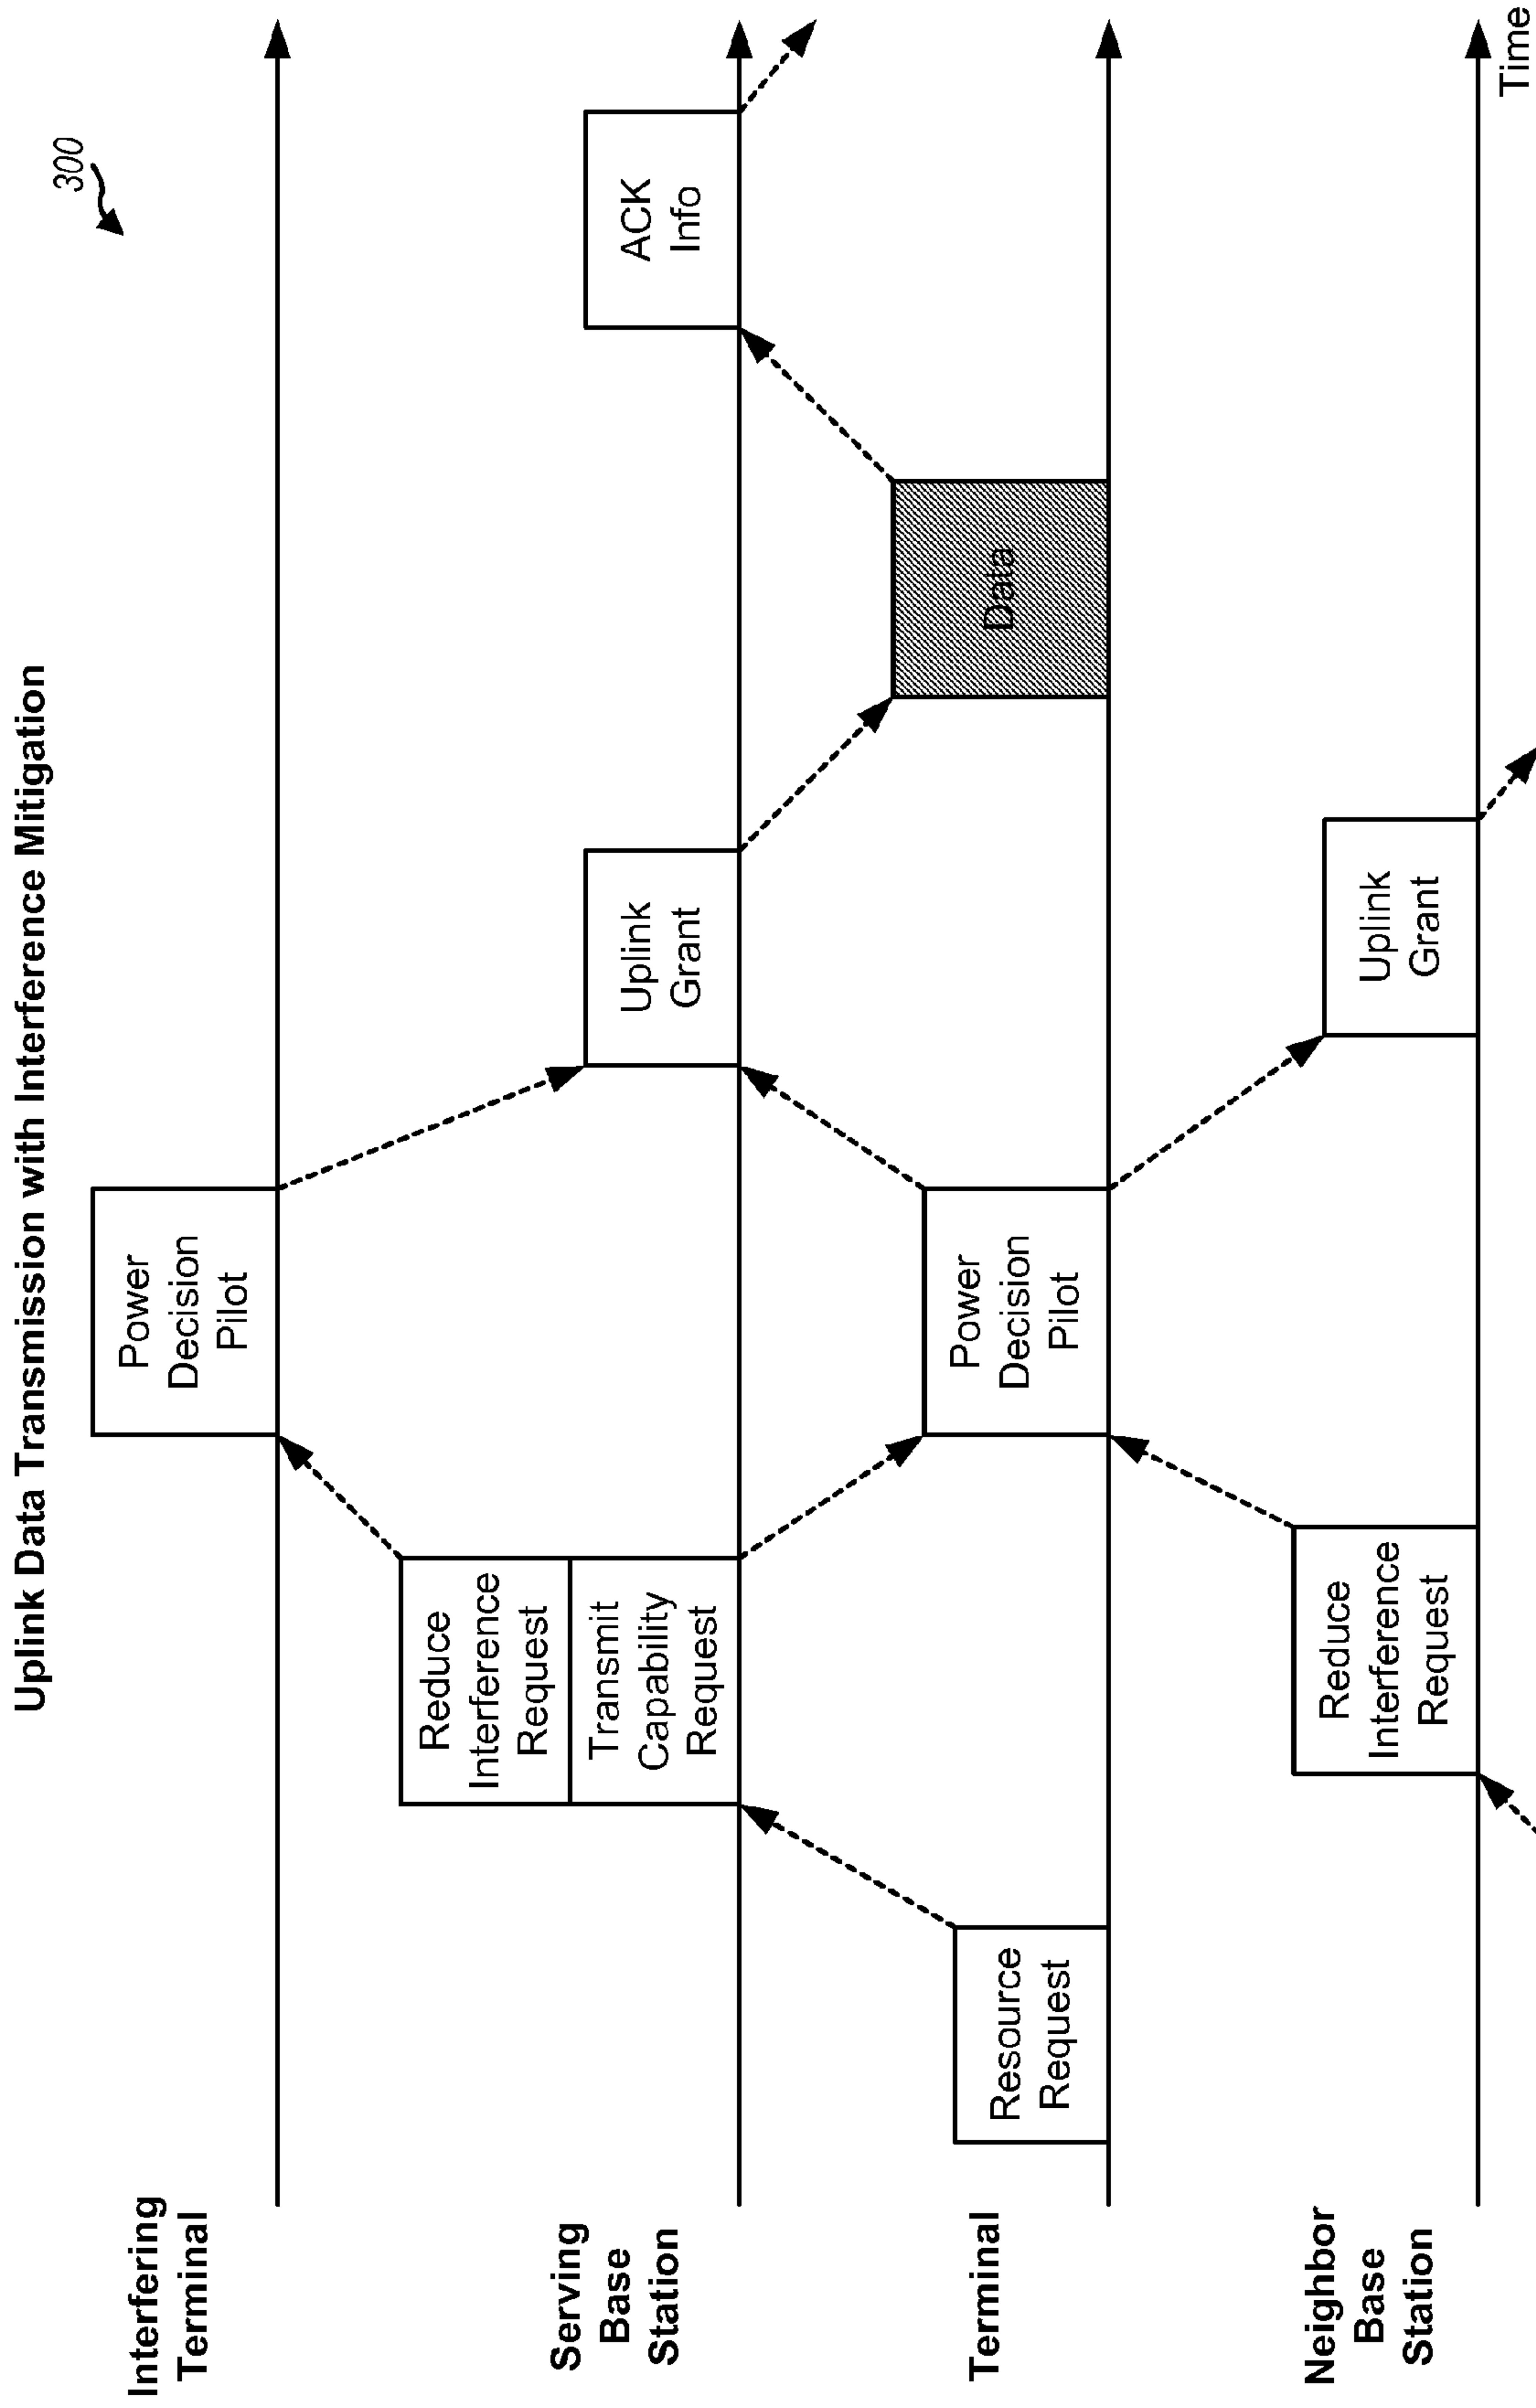 Uplink Data Transmission with Interference Mitigation
300
Interfering
Terminal
Power
Decision
Pilot
Serving
Base
Station
Reduce
Interference
Request
Transmit
Capability
Request
Uplink
Grant
ACK
Info
Terminal
Resource
Request
Power
Decision
Pilot
Data
Neighbor
Base
Station
Reduce
Interference
Request
Uplink
Grant
Time